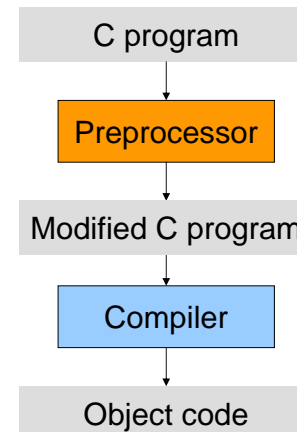 C program
Preprocessor
Modified C program
Compiler
Object code